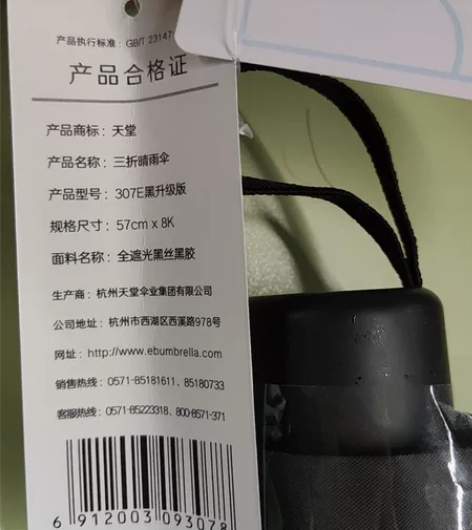 产品执行标准: GB/T 23147
产品合格证
产品商标: 天堂
产品名称: 三折晴雨伞
产品型号: 307E黑升级版
规格尺寸: 57cm x 8K
面料名称: 全遮光黑丝黑胶
生产商: 杭州天堂伞业集团有限公司
公司地址: 杭州市西湖区西溪路978号
网址: http://www.ebumbrella.com
销售热线: 0571-85181611、85180733
客服热线: 0571-85223318、800-8571-371
6 912003 093078